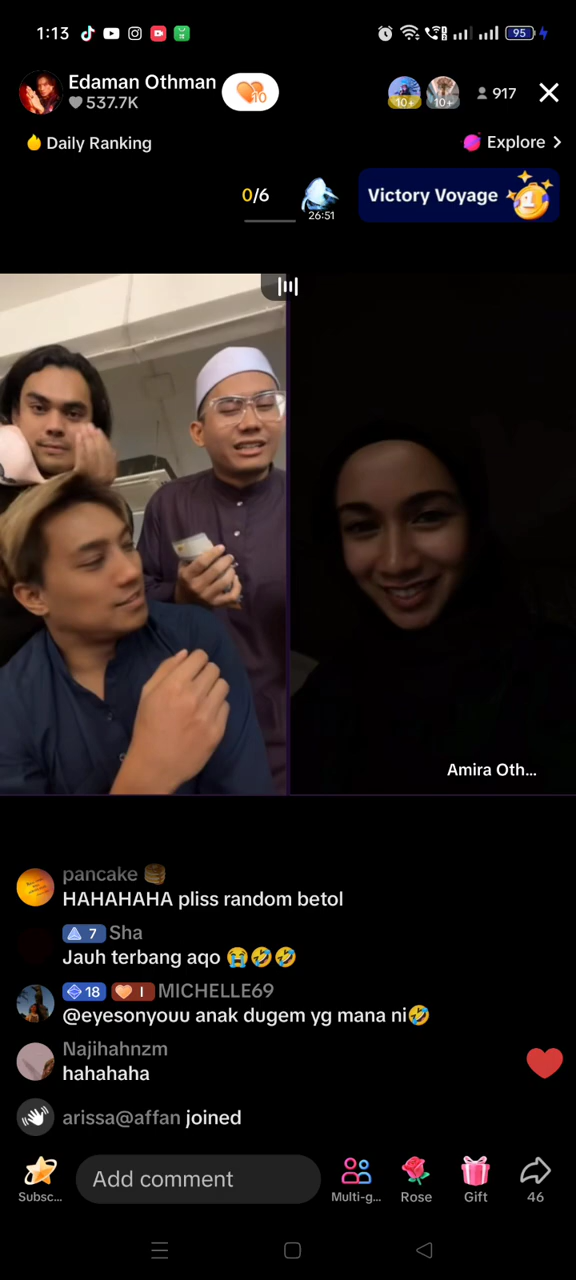 1:13
95
Edaman Othman
537.7K
10
10+
10+
917
Daily Ranking
Explore
0/6
26:51
Victory Voyage
1
Amira Oth...
pancake
HAHAHAHA pliss random betol
7 Sha
Jauh terbang aqo 😭🤣🤣
18 I MICHELLE69
@eyesonyouu anak dugem yg mana ni🤣
Najihahnzm
hahahaha
arissa@affan joined
Add comment
Subsc...
Multi-g...
Rose
Gift
46